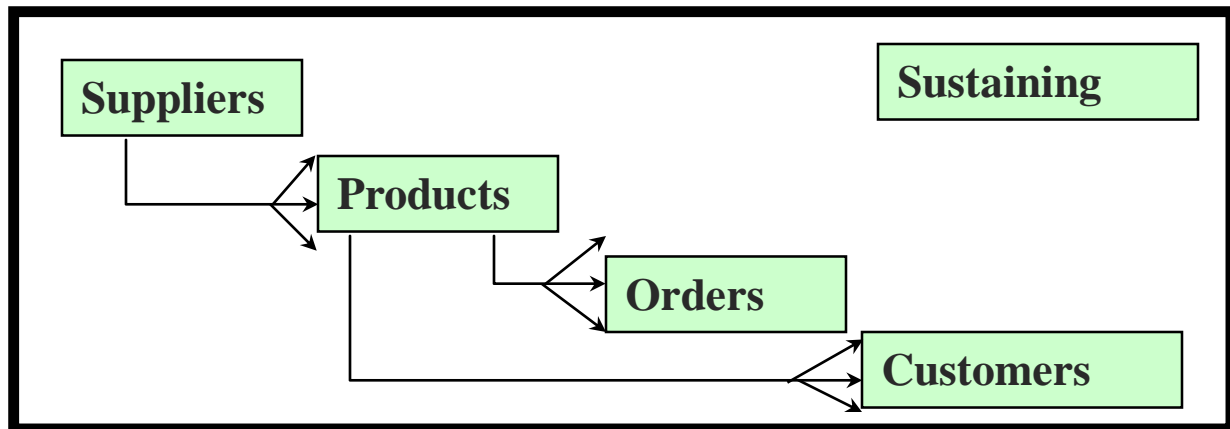 Suppliers
Sustaining
Products
Orders
Customers